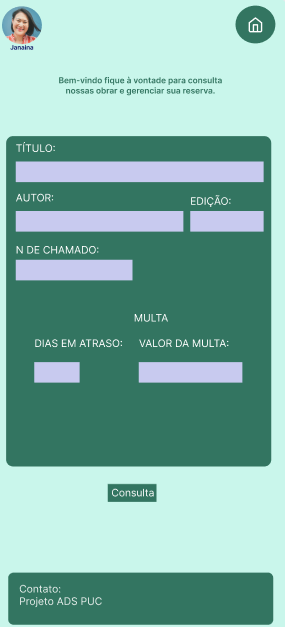 Janaina
Bem-vindo fique à vontade para consulta
nossas obrar e gerenciar sua reserva.
TÍTULO:
AUTOR:
EDIÇÃO:
N DE CHAMADO:
MULTA
DIAS EM ATRASO:
VALOR DA MULTA:
Consulta
Contato:
Projeto ADS PUC